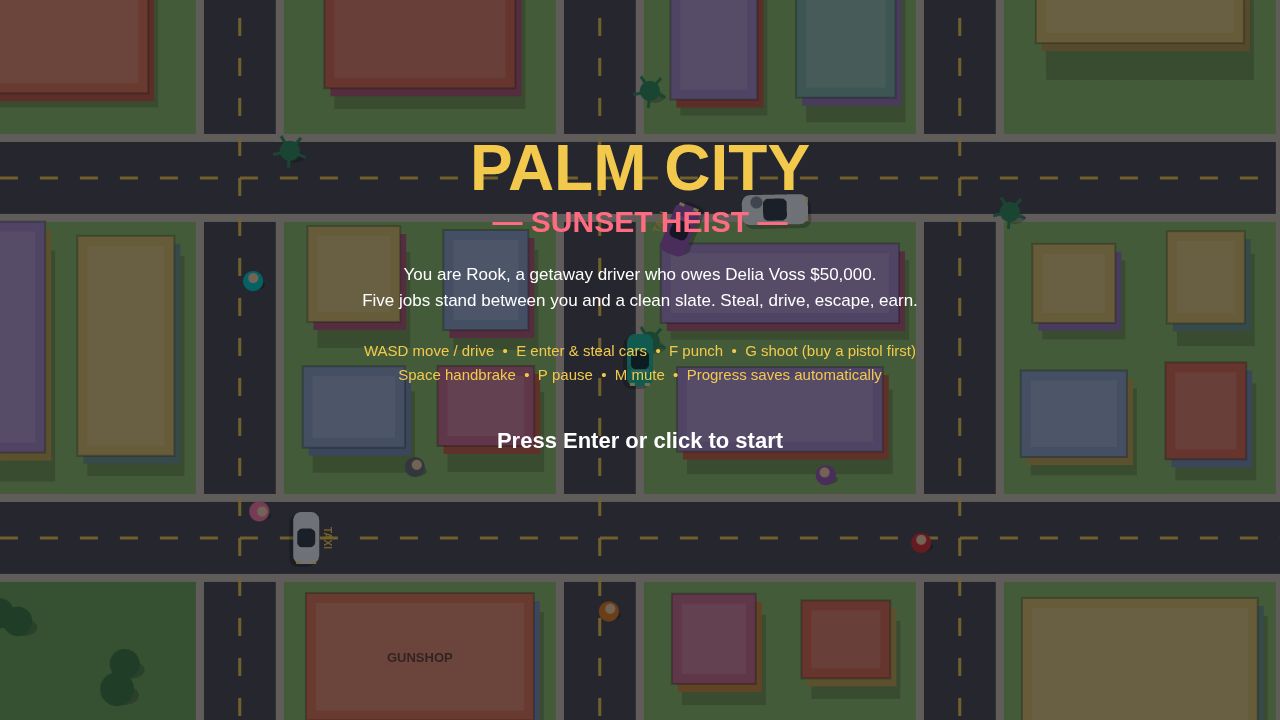 PALM CITY
— SUNSET HEIST —
You are Rook, a getaway driver who owes Delia Voss $50,000.
Five jobs stand between you and a clean slate. Steal, drive, escape, earn.
WASD move / drive • E enter & steal cars • F punch • G shoot (buy a pistol first)
Space handbrake • P pause • M mute • Progress saves automatically
Press Enter or click to start
TAXI
GUNSHOP